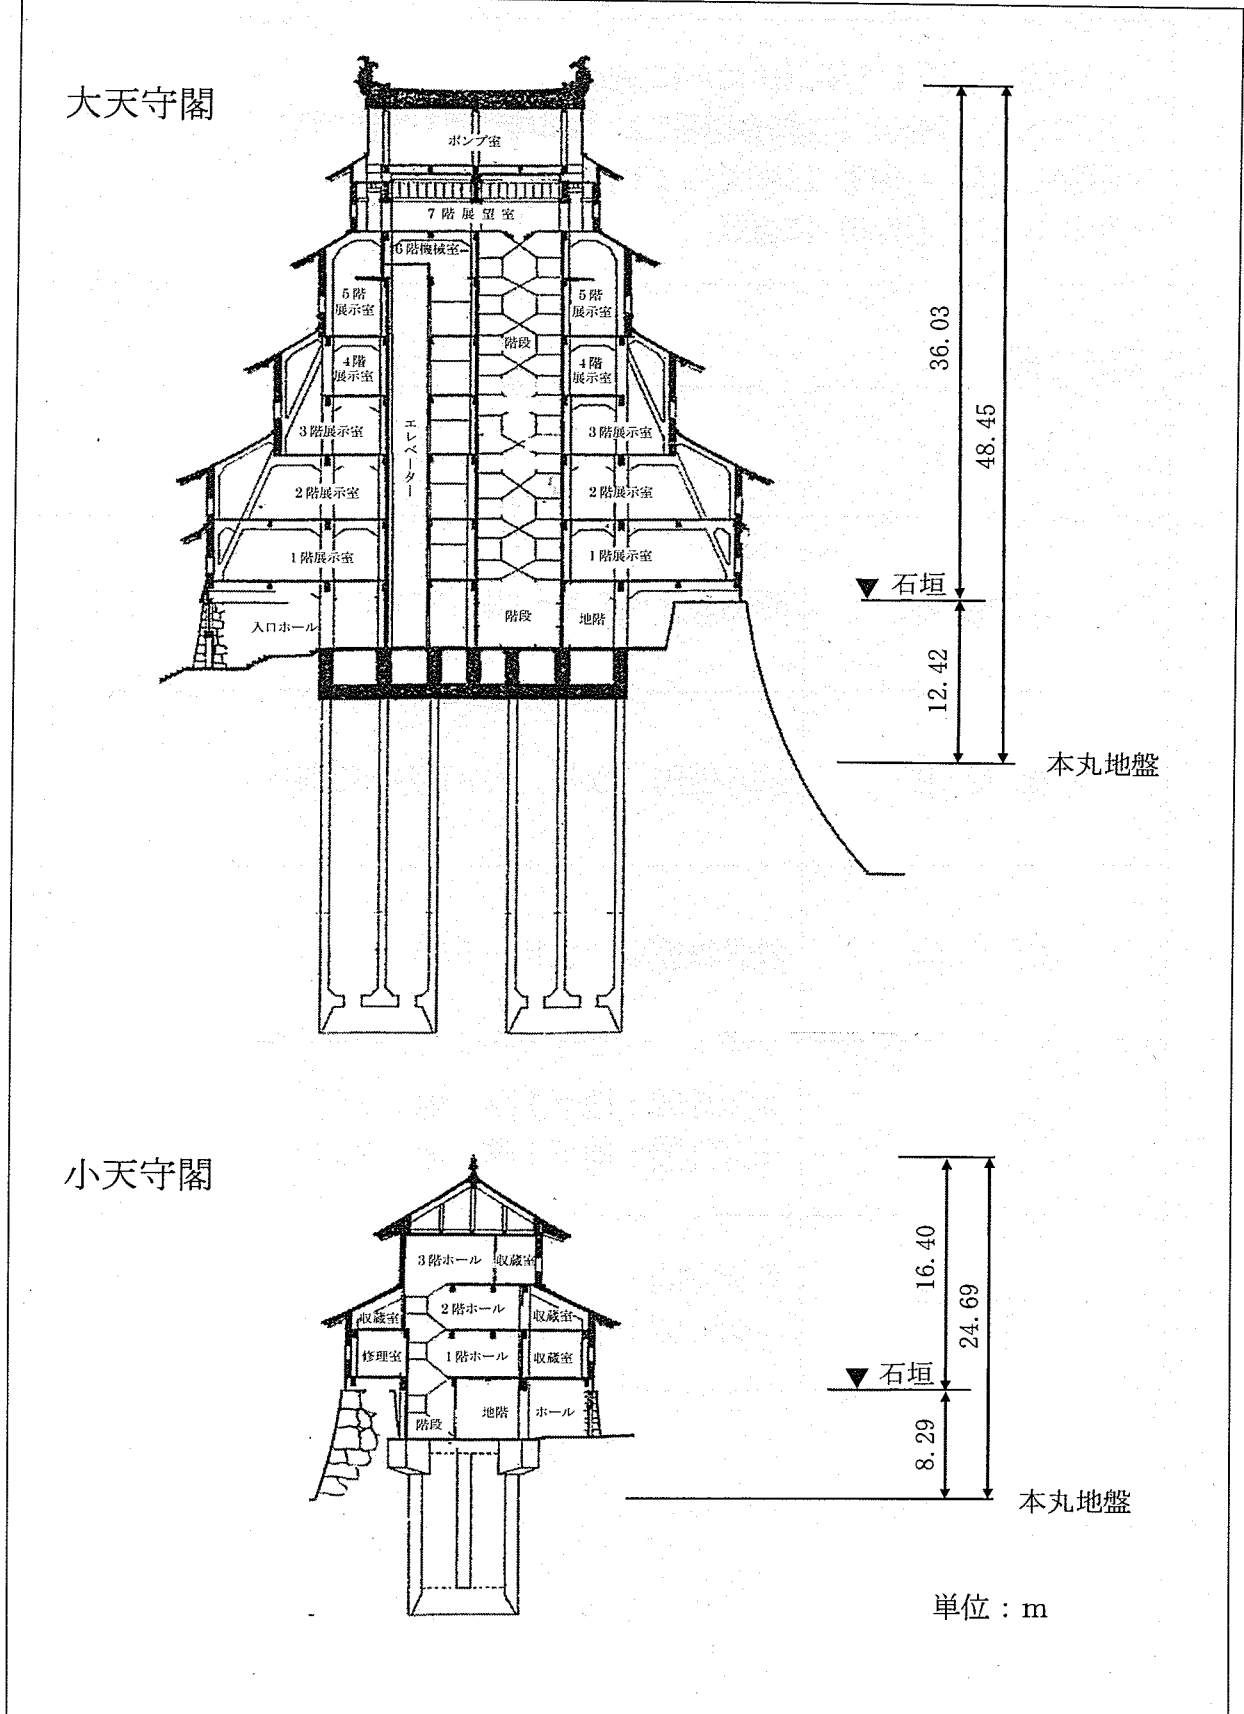 大天守閣
ポンプ室
7階展望室
6階機械室
5階
展示室
5階
展示室
階段
4階
展示室
4階
展示室
エレベーター
3階展示室
3階展示室
2階展示室
2階展示室
1階展示室
1階展示室
入口ホール
階段
地階
36.03
48.45
石垣
12.42
本丸地盤
小天守閣
3階ホール
収蔵室
2階ホール
収蔵室
収蔵室
修理室
1階ホール
収蔵室
階段
地階
ホール
16.40
24.69
石垣
8.29
本丸地盤
単位：m